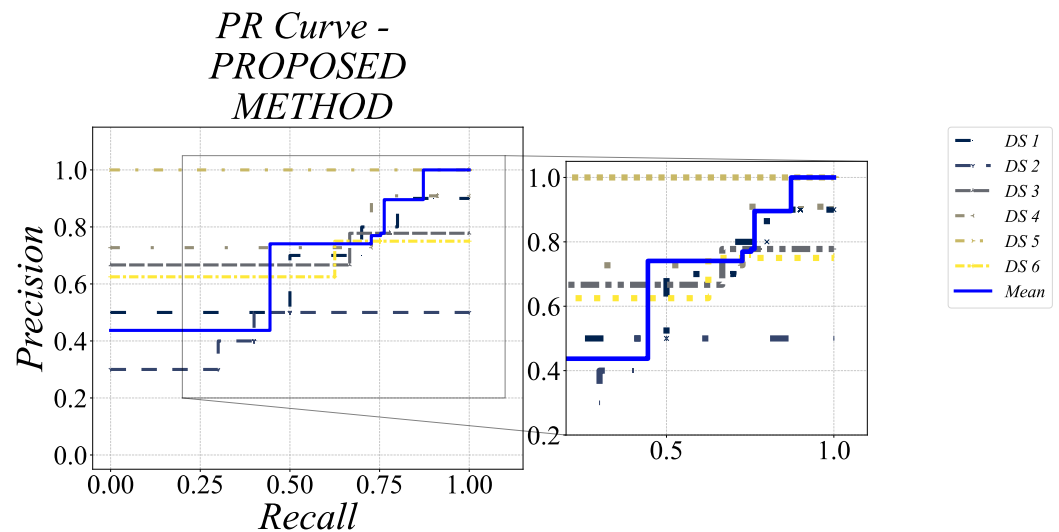 PR Curve -
PROPOSED
METHOD
Precision
1.0
0.8
0.6
0.4
0.2
0.0
0.00 0.25 0.50 0.75 1.00
Recall
1.0
0.8
0.6
0.4
0.2
0.5 1.0
DS 1
DS 2
DS 3
DS 4
DS 5
DS 6
Mean